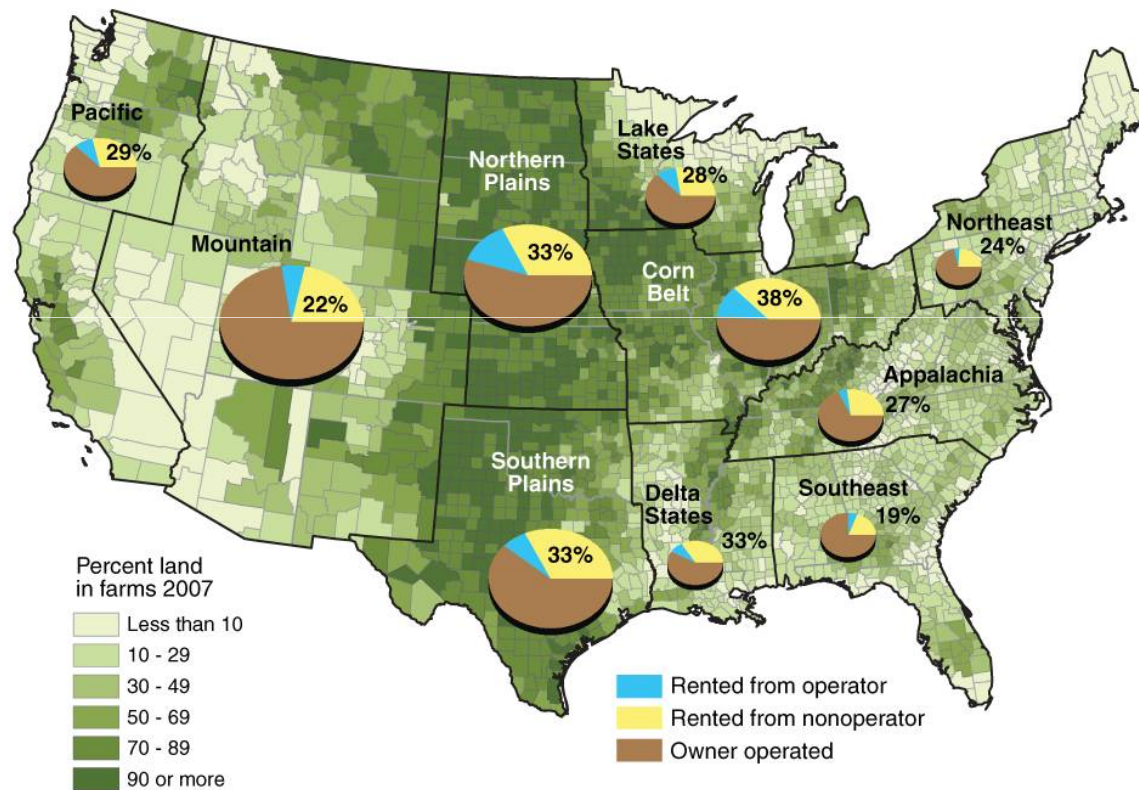 Pacific
29%
Mountain
22%
Northern
Plains
33%
Lake
States
28%
Northeast
24%
Corn
Belt
38%
Appalachia
27%
Southern
Plains
33%
Delta
States
33%
Southeast
19%
Percent land
in farms 2007
Less than 10
10 - 29
30 - 49
50 - 69
70 - 89
90 or more
Rented from operator
Rented from nonoperator
Owner operated